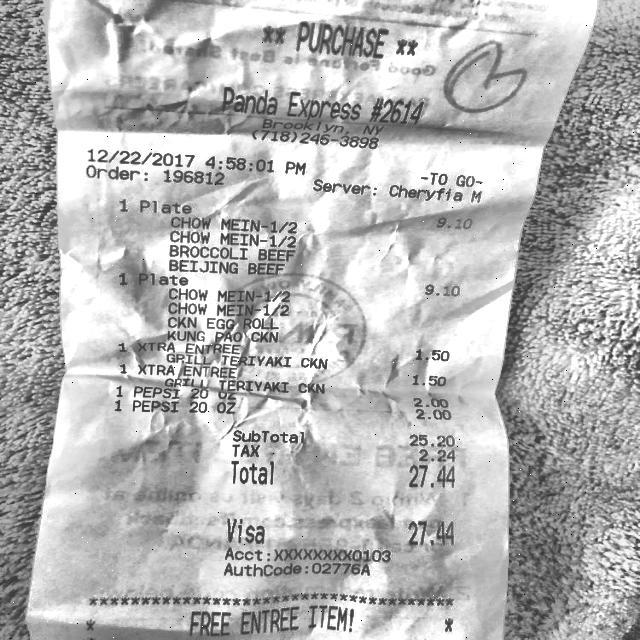 ** PURCHASE **
Panda Express #2614
Brooklyn, NY
(718)246-3898
12/22/2017 4:58:01 PM
-TO GO-
Order: 196812
Server: Cheryfia M
1 Plate 9.10
CHOW MEIN-1/2
CHOW MEIN-1/2
BROCCOLI BEEF
BEIJING BEEF
1 Plate 9.10
CHOW MEIN-1/2
CHOW MEIN-1/2
CKN EGG ROLL
KUNG PAO CKN
1 XTRA ENTREE 1.50
GRILL TERIYAKI CKN
1 XTRA ENTREE 1.50
GRILL TERIYAKI CKN
1 PEPSI 20 OZ 2.00
1 PEPSI 20 OZ 2.00
SubTotal 25.20
TAX 2.24
Total 27.44
Visa 27.44
Acct:XXXXXXXX0103
AuthCode:02776A
****************************************
* FREE ENTREE ITEM! *